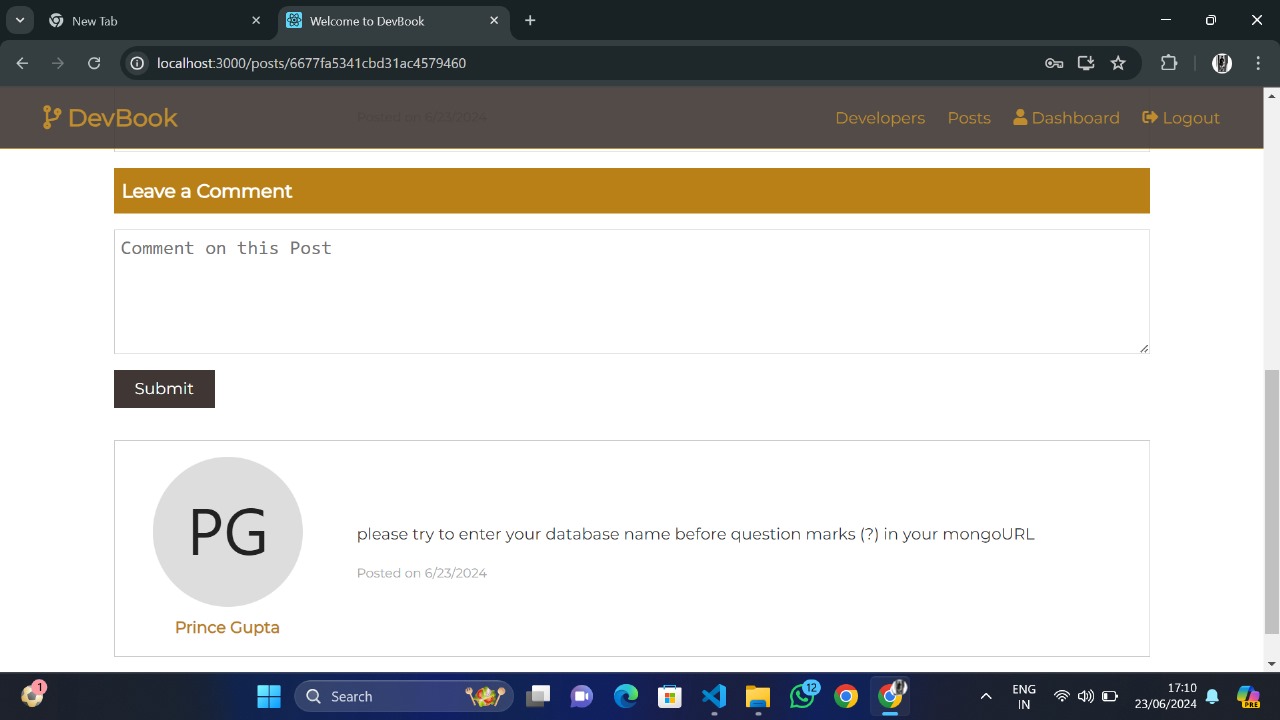 New Tab
Welcome to DevBook
localhost:3000/posts/6677fa5341cbd31ac4579460
DevBook
Developers
Posts
Dashboard
Logout
Posted on 6/23/2024
Leave a Comment
Comment on this Post
Submit
PG
please try to enter your database name before question marks (?) in your mongoURL
Posted on 6/23/2024
Prince Gupta
1
Search
12
ENG
IN
17:10
23/06/2024
PRE